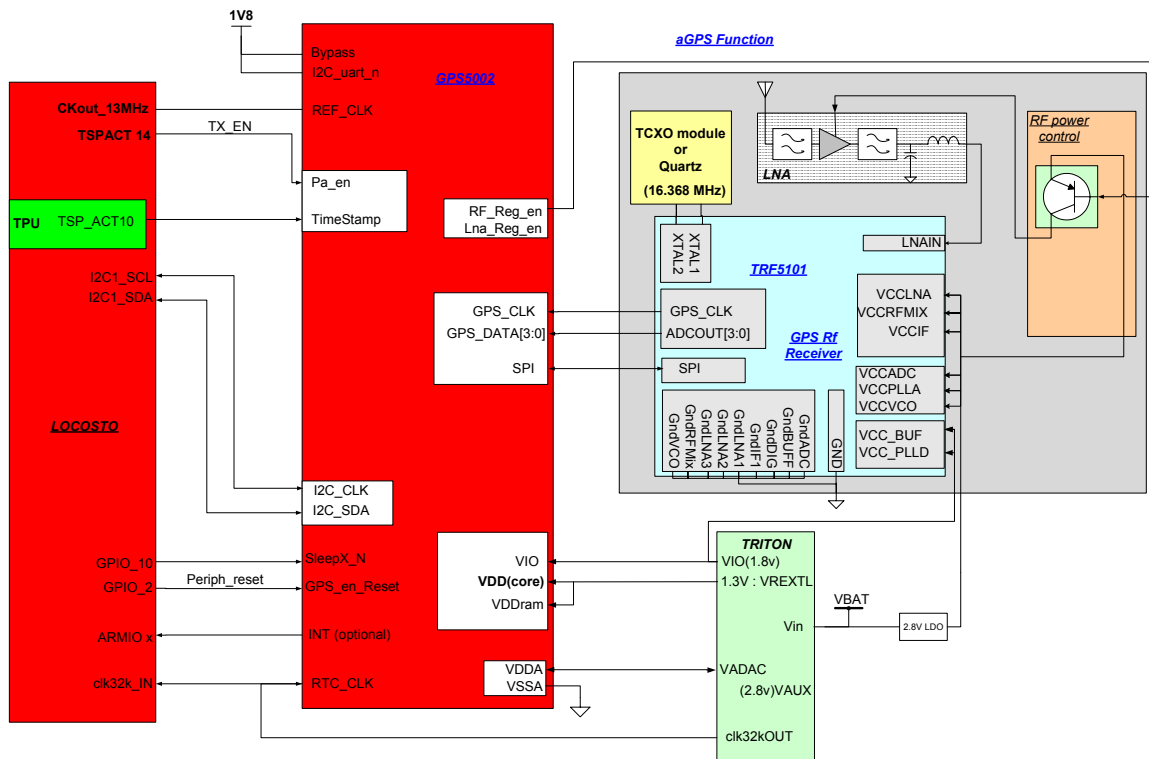 1V8
aGPS Function
Bypass
I2C_uart_n
GPS5002
CKout_13MHz
REF_CLK
TSPACT 14
TX_EN
Pa_en
TimeStamp
TPU
TSP_ACT10
RF_Reg_en
Lna_Reg_en
I2C1_SCL
I2C1_SDA
GPS_CLK
GPS_DATA[3:0]
SPI
LOCOSTO
I2C_CLK
I2C_SDA
GPIO_10
SleepX_N
GPIO_2
Periph_reset
GPS_en_Reset
ARMIO x
INT (optional)
clk32k_IN
RTC_CLK
VIO
VDD(core)
VDDram
VDDA
VSSA
TCXO module
or
Quartz
(16.368 MHz)
LNA
RF power
control
XTAL2
XTAL1
TRF5101
LNAIN
GPS_CLK
ADCOUT[3:0]
GPS Rf
Receiver
SPI
VCCLNA
VCCRFMIX
VCCIF
VCCADC
VCCPLLA
VCCVCO
VCC_BUF
VCC_PLLD
GndVCO
GndRFMix
GndLNA3
GndLNA2
GndLNA1
GndIF1
GndDIG
GndBUFF
GndADC
GND
TRITON
VIO(1.8v)
1.3V : VREXTL
Vin
VADAC
(2.8v)VAUX
clk32kOUT
VBAT
2.8V LDO